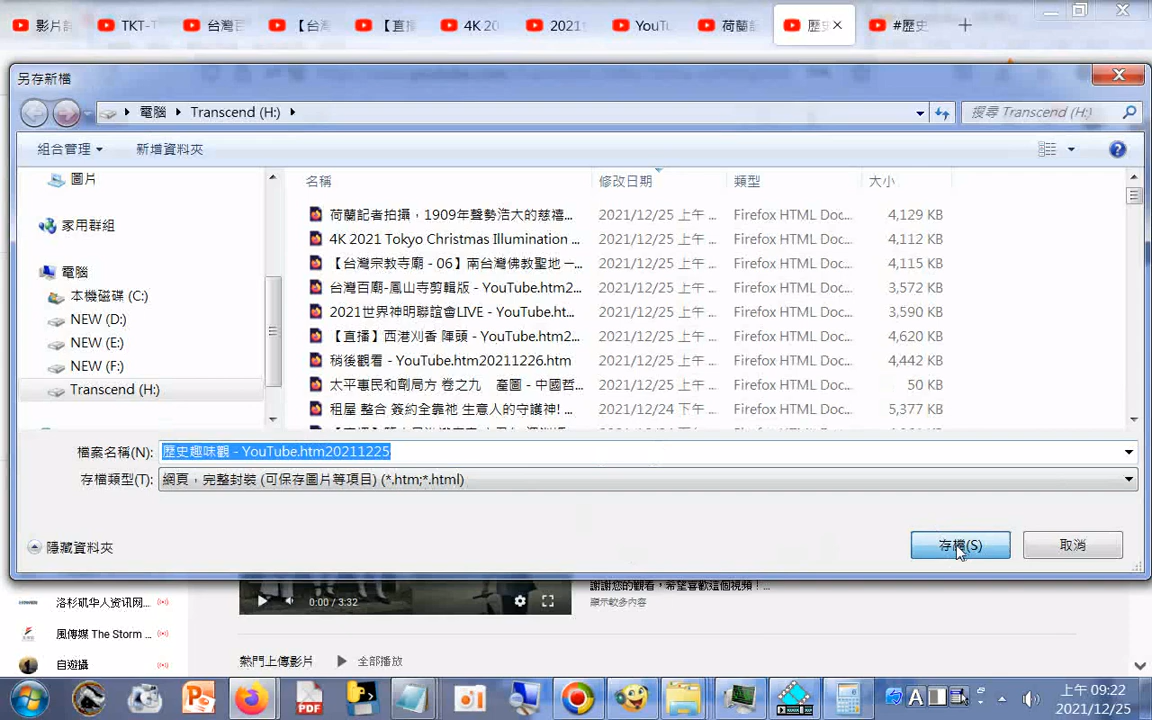 影片
TKT-T
台灣
【台灣
【直播
4K 20
2021
YouTu
荷蘭
歷史
#歷史
另存新檔
電腦 Transcend (H:)
搜尋 Transcend (H:)
組合管理
新增資料夾
圖片
家用群組
電腦
本機磁碟 (C:)
NEW (D:)
NEW (E:)
NEW (F:)
Transcend (H:)
名稱 修改日期 類型 大小
荷蘭記者拍攝，1909年聲勢浩大的慈禧... 2021/12/25 上午 ... Firefox HTML Doc... 4,129 KB
4K 2021 Tokyo Christmas Illumination ... 2021/12/25 上午 ... Firefox HTML Doc... 4,112 KB
【台灣宗教寺廟 - 06】南台灣佛教聖地 ─... 2021/12/25 上午 ... Firefox HTML Doc... 4,115 KB
台灣百廟-鳳山寺剪輯版 - YouTube.htm2... 2021/12/25 上午 ... Firefox HTML Doc... 3,572 KB
2021世界神明聯誼會LIVE - YouTube.ht... 2021/12/25 上午 ... Firefox HTML Doc... 3,590 KB
【直播】西港刈香 陣頭 - YouTube.htm2... 2021/12/25 上午 ... Firefox HTML Doc... 4,620 KB
稍後觀看 - YouTube.htm20211226.htm 2021/12/25 上午 ... Firefox HTML Doc... 4,442 KB
太平惠民和劑局方 卷之九 產圖 - 中國哲... 2021/12/25 上午 ... Firefox HTML Doc... 50 KB
租屋 整合 簽約全靠祂 生意人的守護神! ... 2021/12/24 下午 ... Firefox HTML Doc... 5,377 KB
檔案名稱(N): 歷史趣味觀 - YouTube.htm20211225
存檔類型(T): 網頁，完整封裝 (可保存圖片等項目) (*.htm;*.html)
隱藏資料夾
存檔(S)
取消
謝謝您的觀看，希望喜歡這個視頻！...
顯示較多內容
0:00 / 3:32
洛杉矶华人资讯网...
風傳媒 The Storm ...
自遊攝
熱門上傳影片 全部播放
上午 09:22
2021/12/25